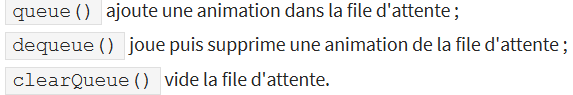 queue() ajoute une animation dans la file d'attente ;
dequeue() joue puis supprime une animation de la file d'attente ;
clearQueue() vide la file d'attente.